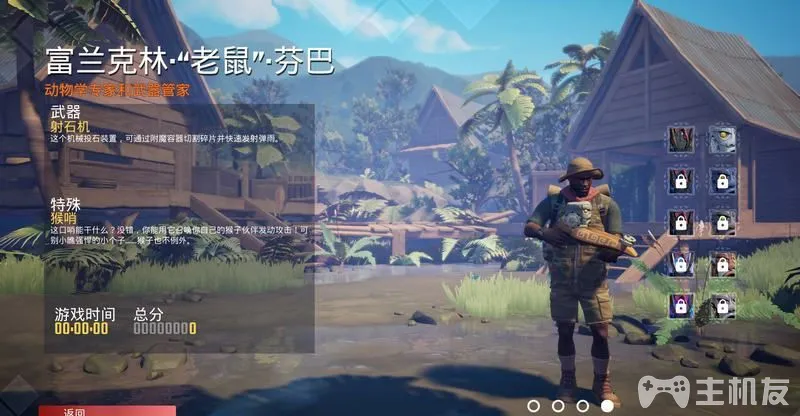 富兰克林·“老鼠”·芬巴
动物学专家和武器管家
武器
射石机
这个机械投石装置，可通过附魔容器切割碎片并快速发射弹雨。
特殊
猴哨
这口哨能干什么？没错，你能用它召唤你自己的猴子伙伴发动攻击！可
别小瞧强悍的小个子……猴子也不例外。
游戏时间 总分
00:00:00 00000000
返回
主机友